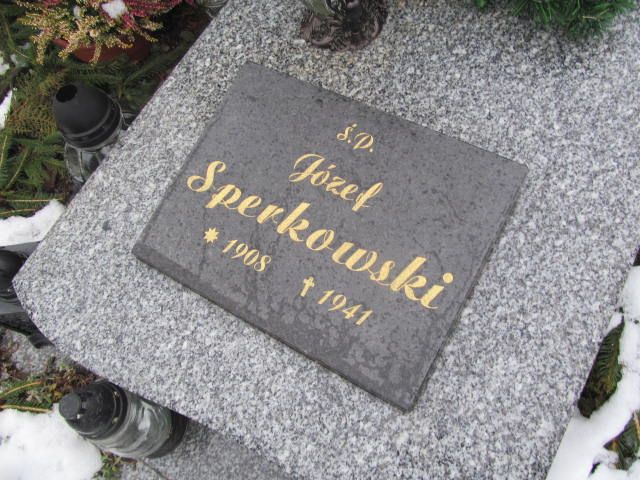 Ś.P.
Józef
Sperkowski
* 1908
† 1941